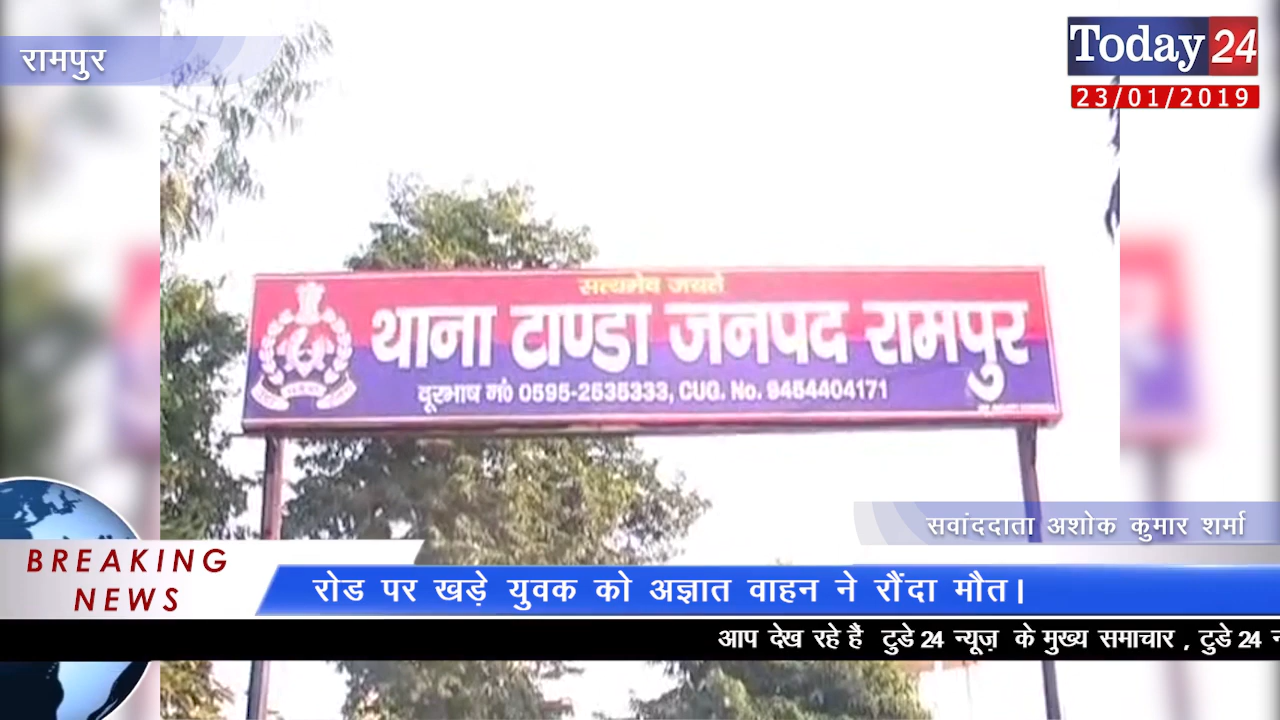 रामपुर
Today 24
23/01/2019
सत्यमेव जयते
थाना टाण्डा जनपद रामपुर
दूरभाष नं0 0595-2535333, CUG. No. 9454404171
सवांददाता अशोक कुमार शर्मा
BREAKING
NEWS
रोड पर खड़े युवक को अज्ञात वाहन ने रौंदा मौत।
आप देख रहे हैं टुडे 24 न्यूज़ के मुख्य समाचार , टुडे 24